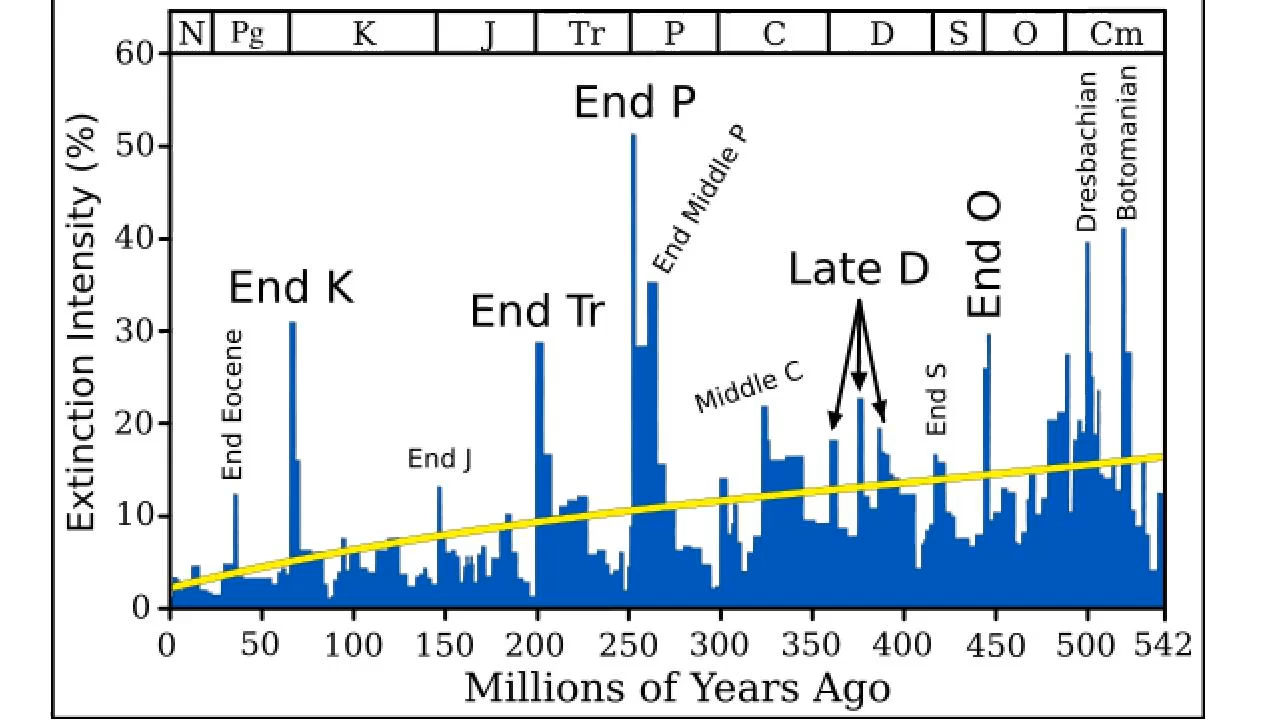 N Pg K J Tr P C D S O Cm
60
50
40
30
20
10
0
Extinction Intensity (%)
End P
End Middle P
End K
End Eocene
End J
End Tr
Middle C
Late D
End S
End O
Dresbachian
Botomanian
0 50 100 150 200 250 300 350 400 450 500 542
Millions of Years Ago